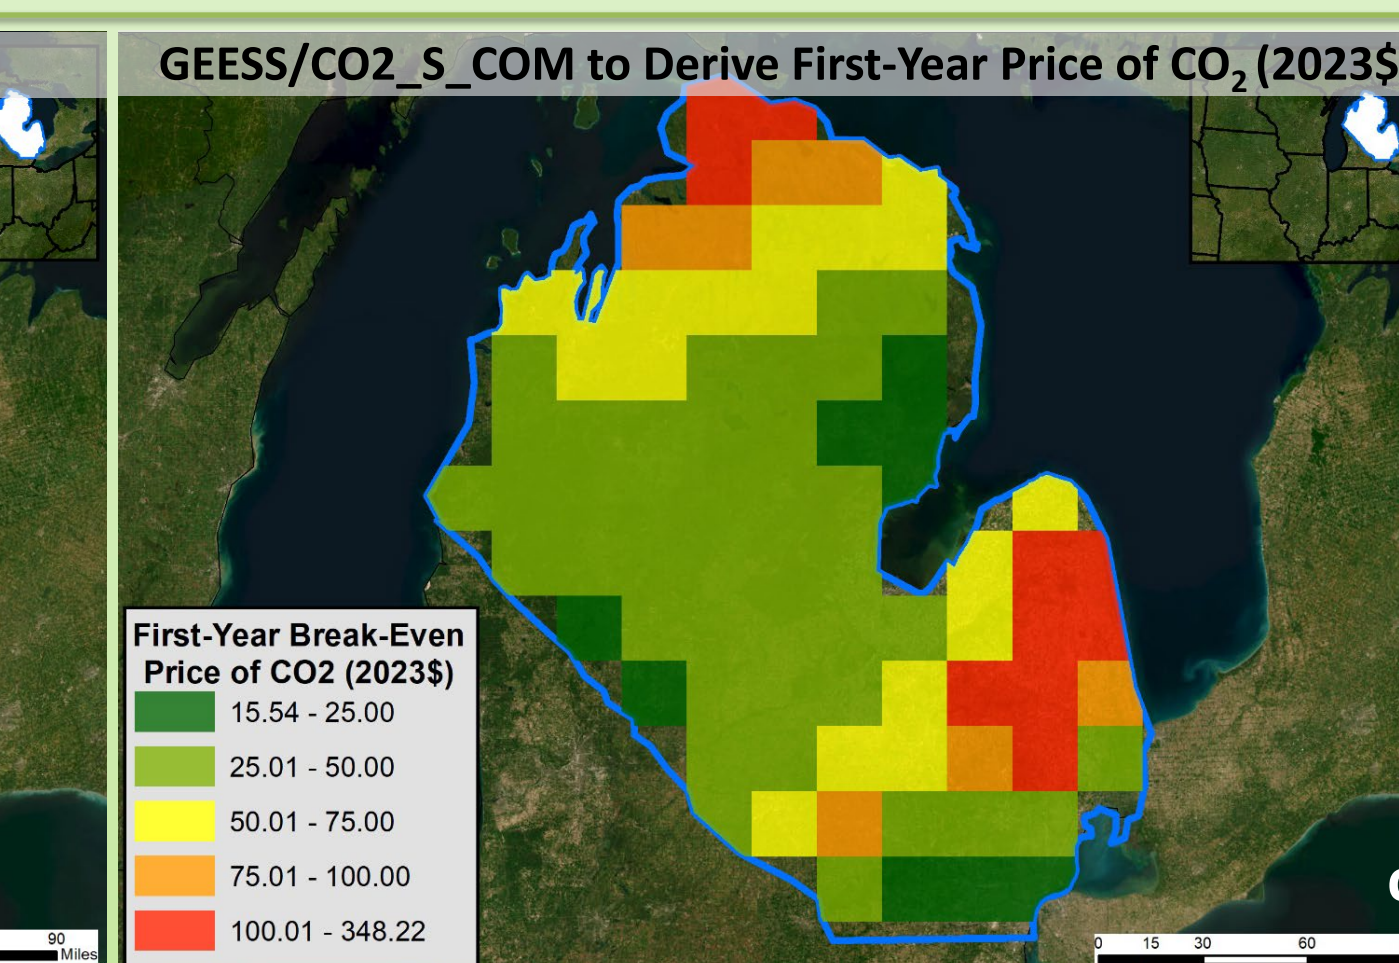 GEESS/CO2_S_COM to Derive First-Year Price of CO₂ (2023$
First-Year Break-Even
Price of CO2 (2023$)
15.54 - 25.00
25.01 - 50.00
50.01 - 75.00
75.01 - 100.00
100.01 - 348.22
90
Miles
0 15 30 60